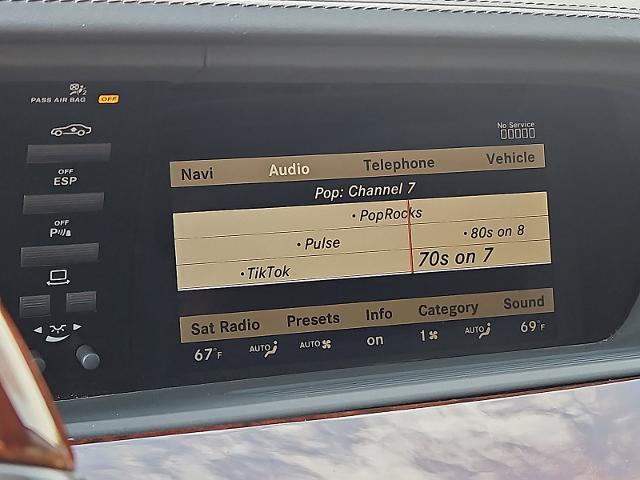 PASS AIR BAG OFF
No Service
OFF
ESP
OFF
P
Navi Audio Telephone Vehicle
Pop: Channel 7
• PopRocks
• Pulse • 80s on 8
• TikTok 70s on 7
Sat Radio Presets Info Category Sound
67°F AUTO AUTO on 1 AUTO 69°F